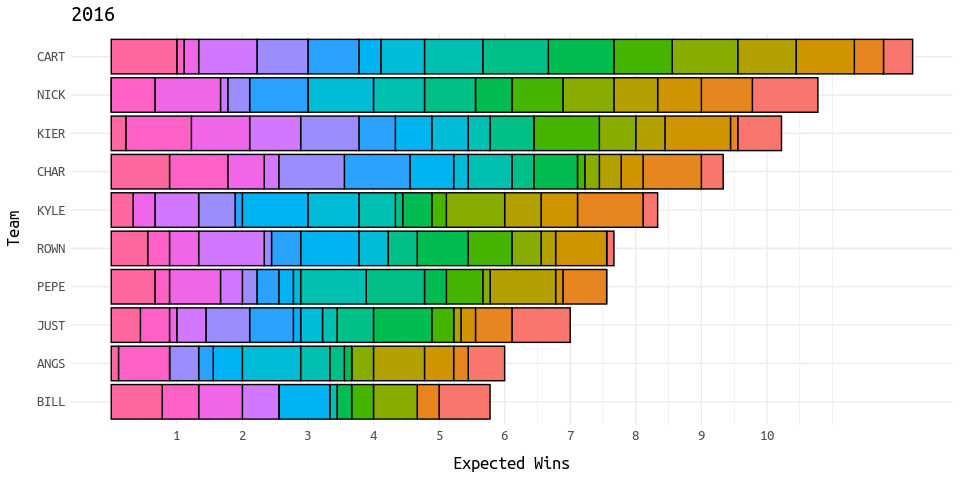 2016
CART
NICK
KIER
CHAR
KYLE
ROWN
PEPE
JUST
ANGS
BILL
Team
1 2 3 4 5 6 7 8 9 10
Expected Wins